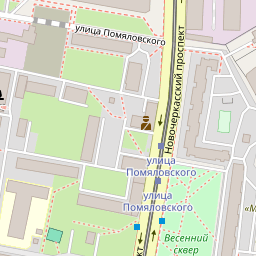 улица Помяловского
Новочеркасский проспект
улица
Помяловского
улица
Помяловского
Весенний
сквер